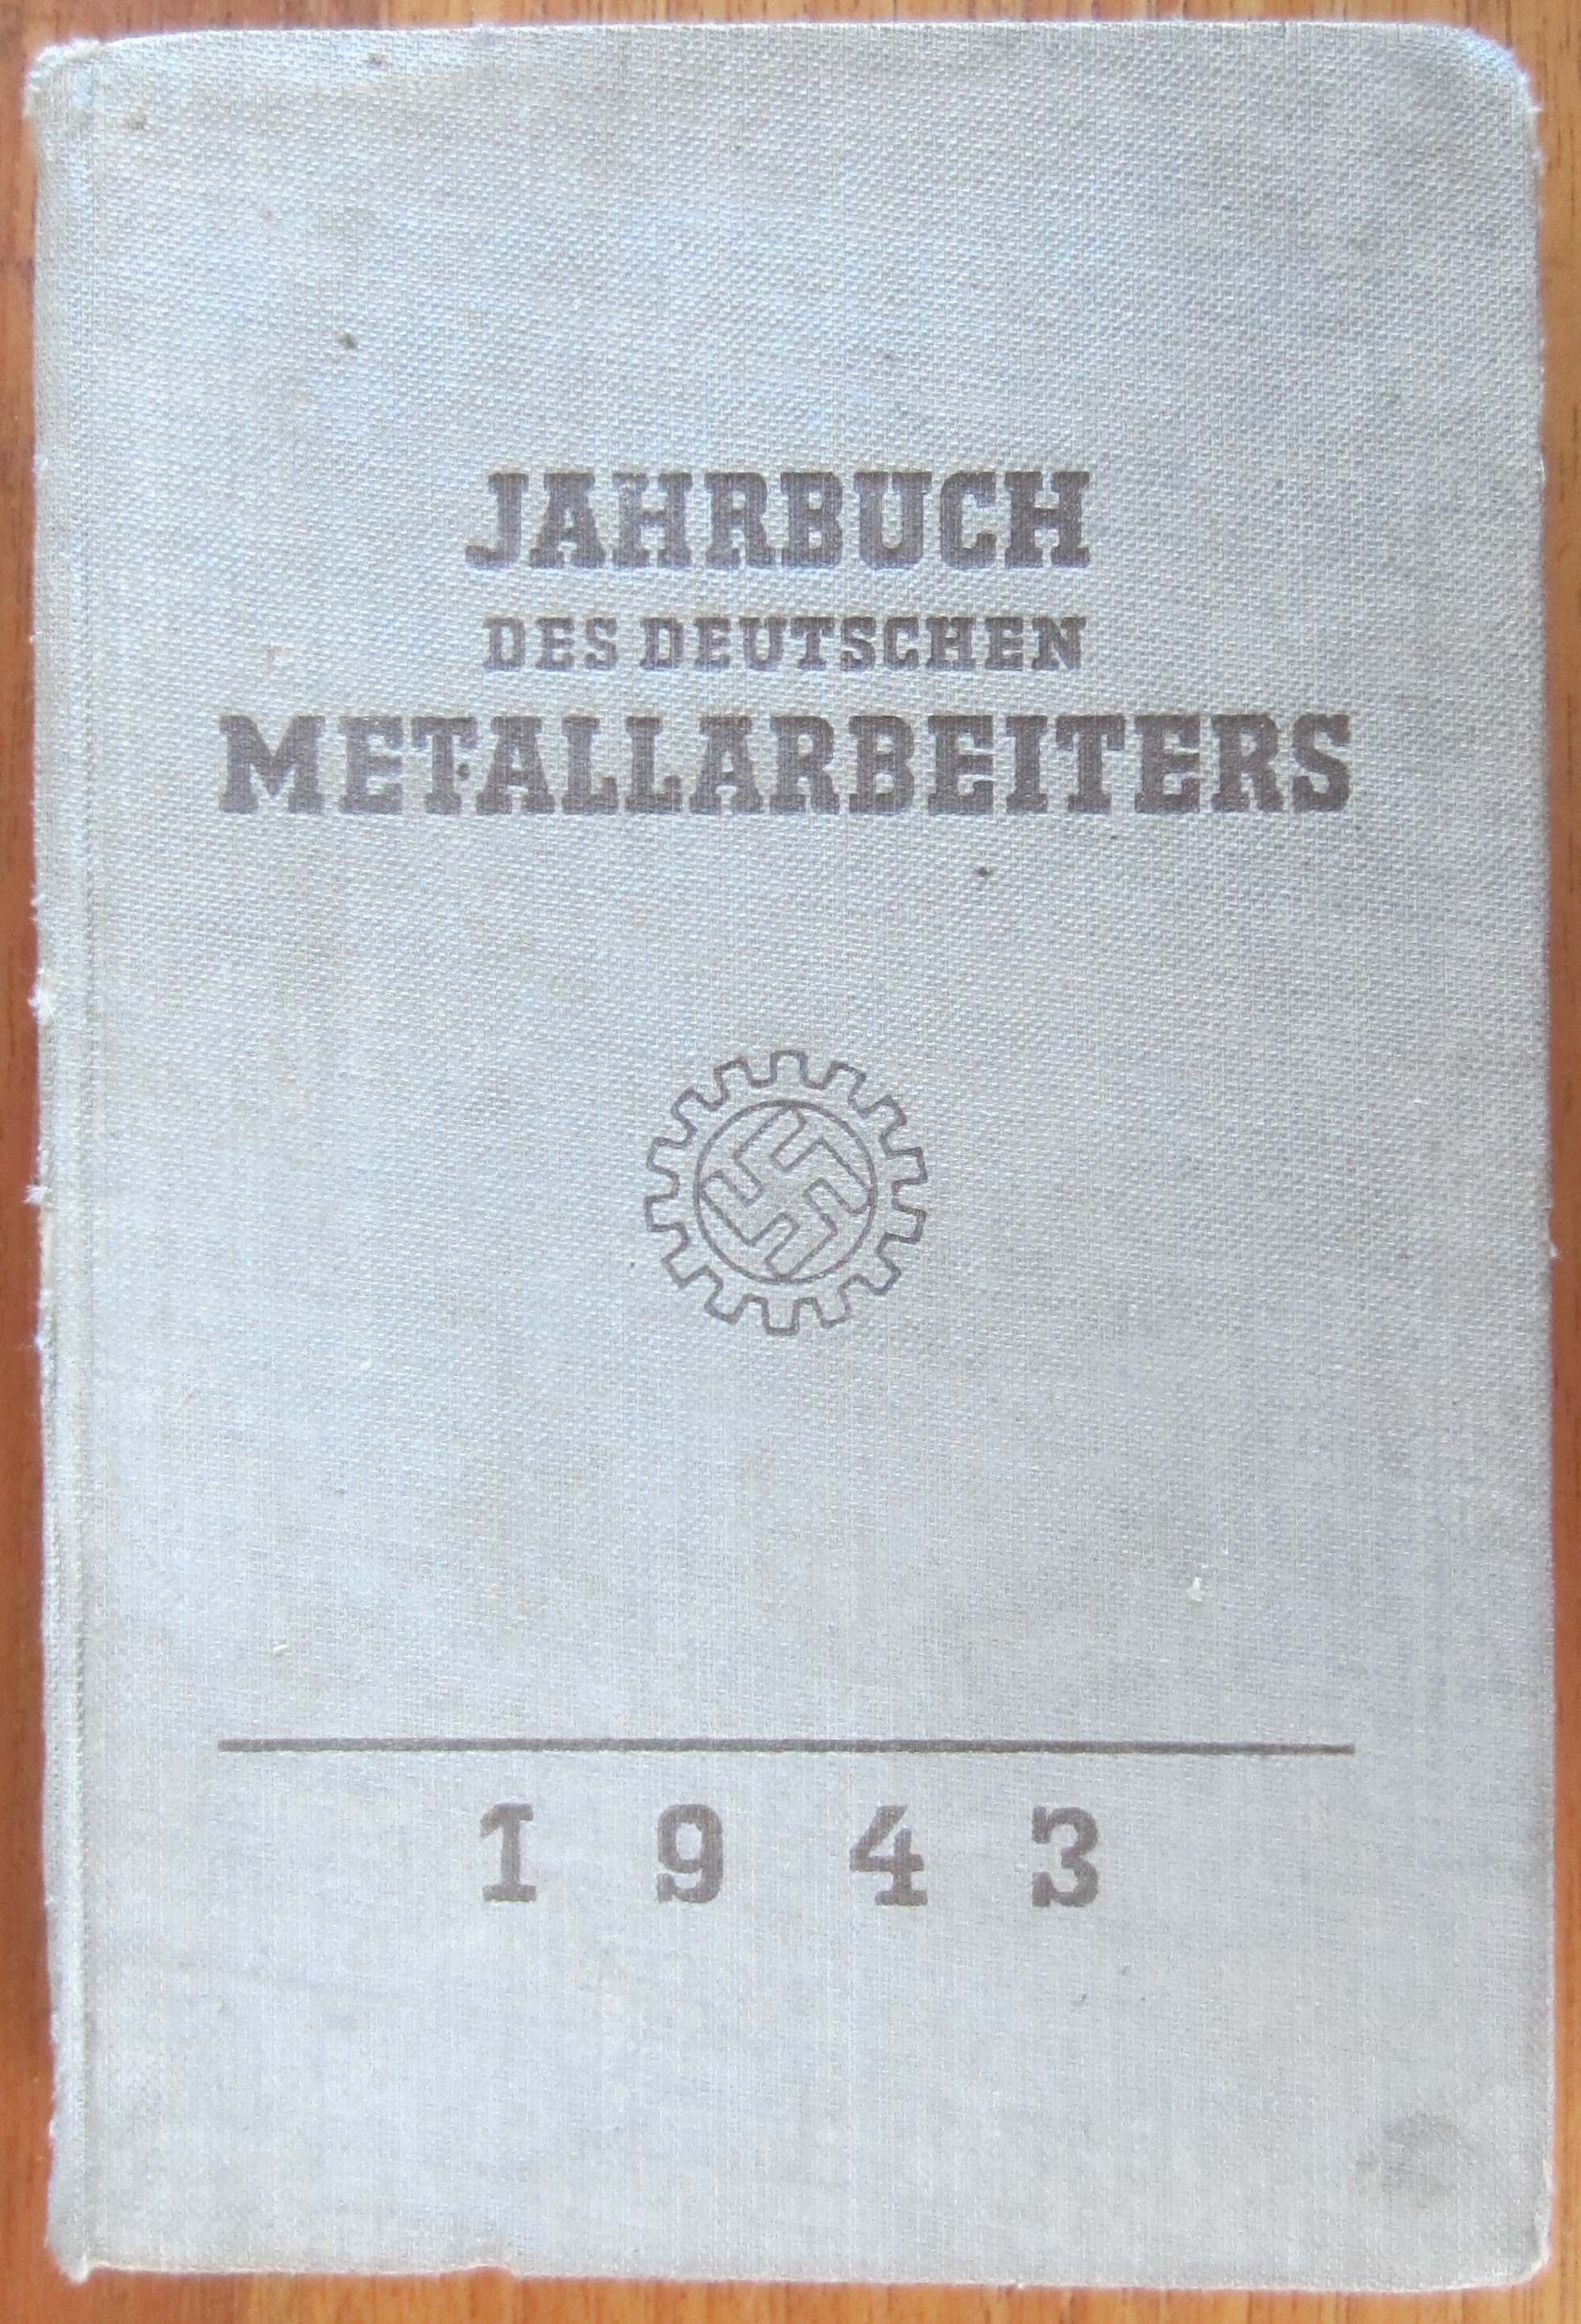 JAHRBUCH
DES DEUTSCHEN
METALLARBEITERS
1943